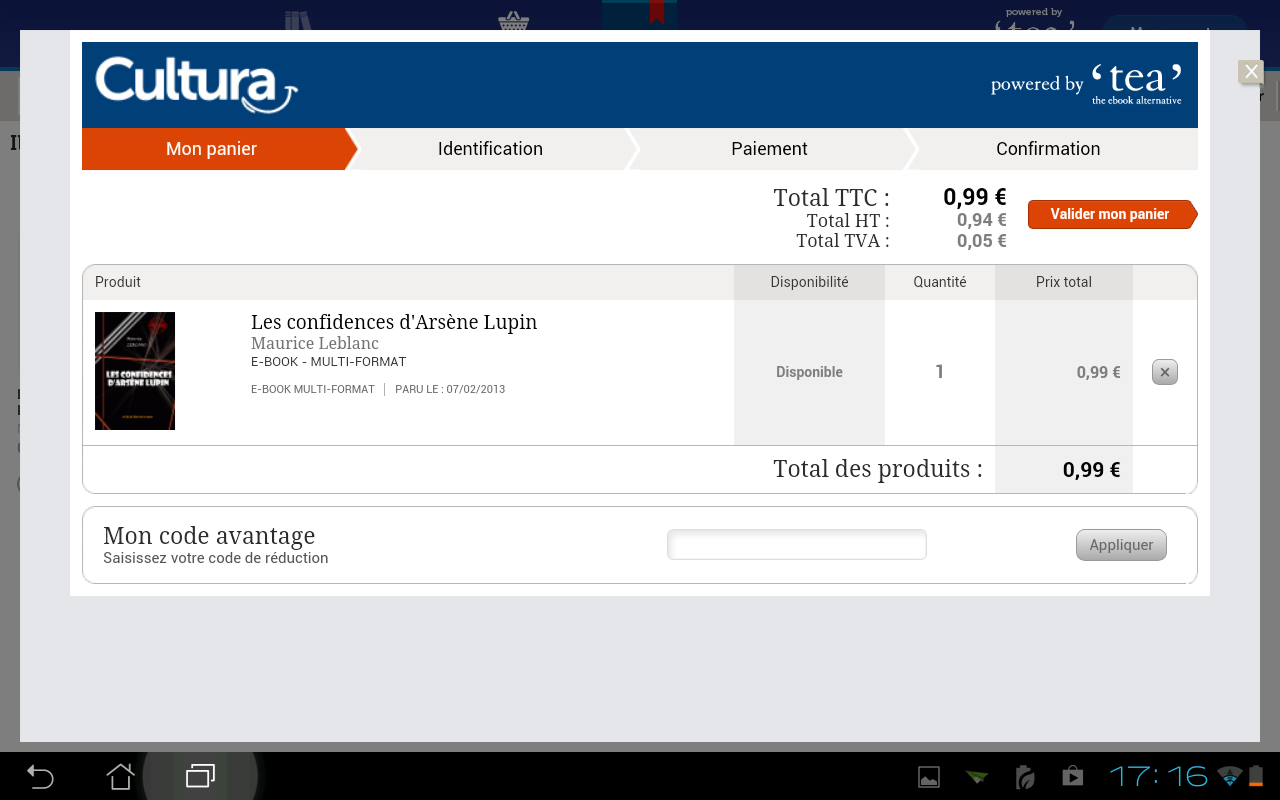 powered by
Cultura
powered by ‘tea’
the ebook alternative
Mon panier
Identification
Paiement
Confirmation
Total TTC : 0,99 €
Total HT : 0,94 €
Total TVA : 0,05 €
Valider mon panier
Produit
Disponibilité
Quantité
Prix total
LES CONFIDENCES
D'ARSÈNE LUPIN
Les confidences d'Arsène Lupin
Maurice Leblanc
E-BOOK - MULTI-FORMAT
E-BOOK MULTI-FORMAT | PARU LE : 07/02/2013
Disponible
1
0,99 €
Total des produits : 0,99 €
Mon code avantage
Saisissez votre code de réduction
Appliquer
17:16